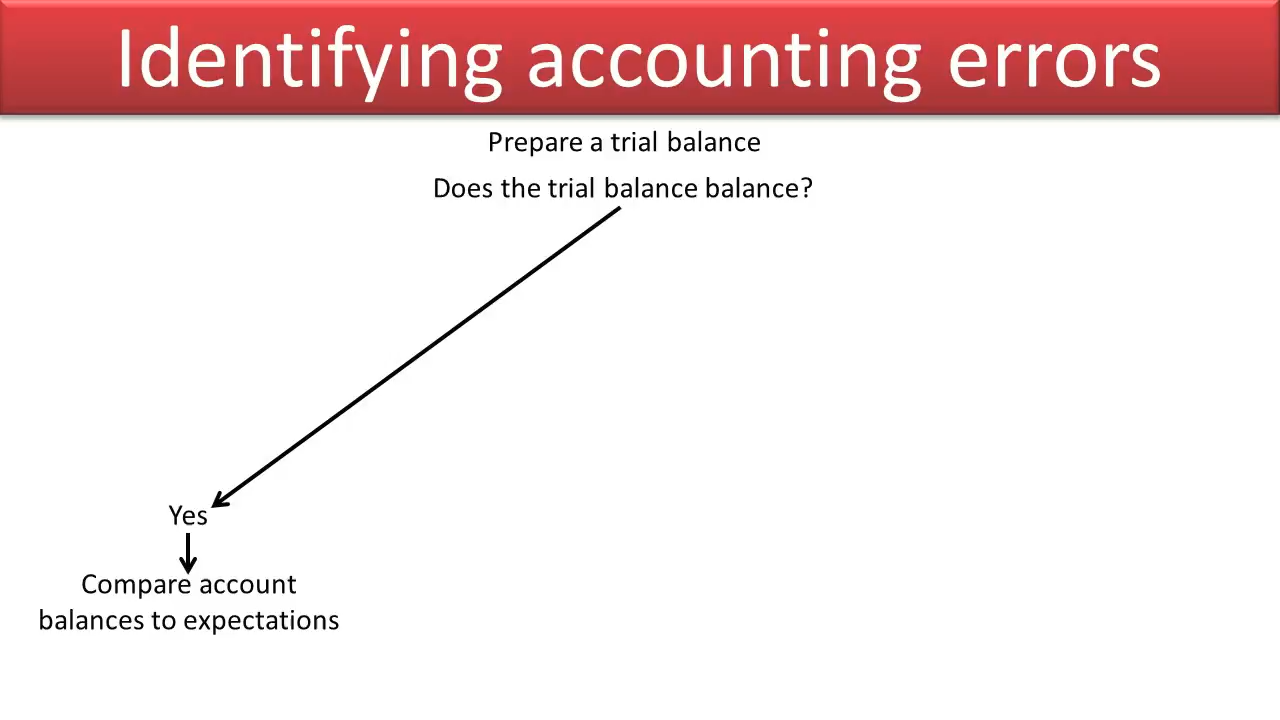 Identifying accounting errors
Prepare a trial balance
Does the trial balance balance?
Yes
Compare account
balances to expectations